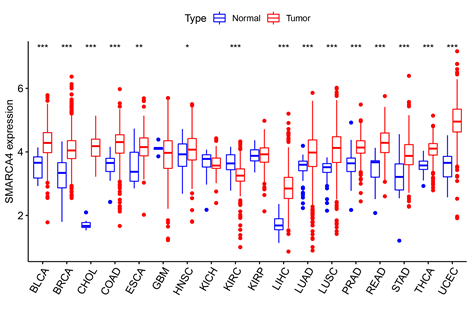 Type Normal Tumor
*** *** *** *** ** * *** *** *** *** *** *** *** *** ***
SMARCA4 expression
6
4
2
BLCA BRCA CHOL COAD ESCA GBM HNSC KICH KIRC KIRP LIHC LUAD LUSC PRAD READ STAD THCA UCEC